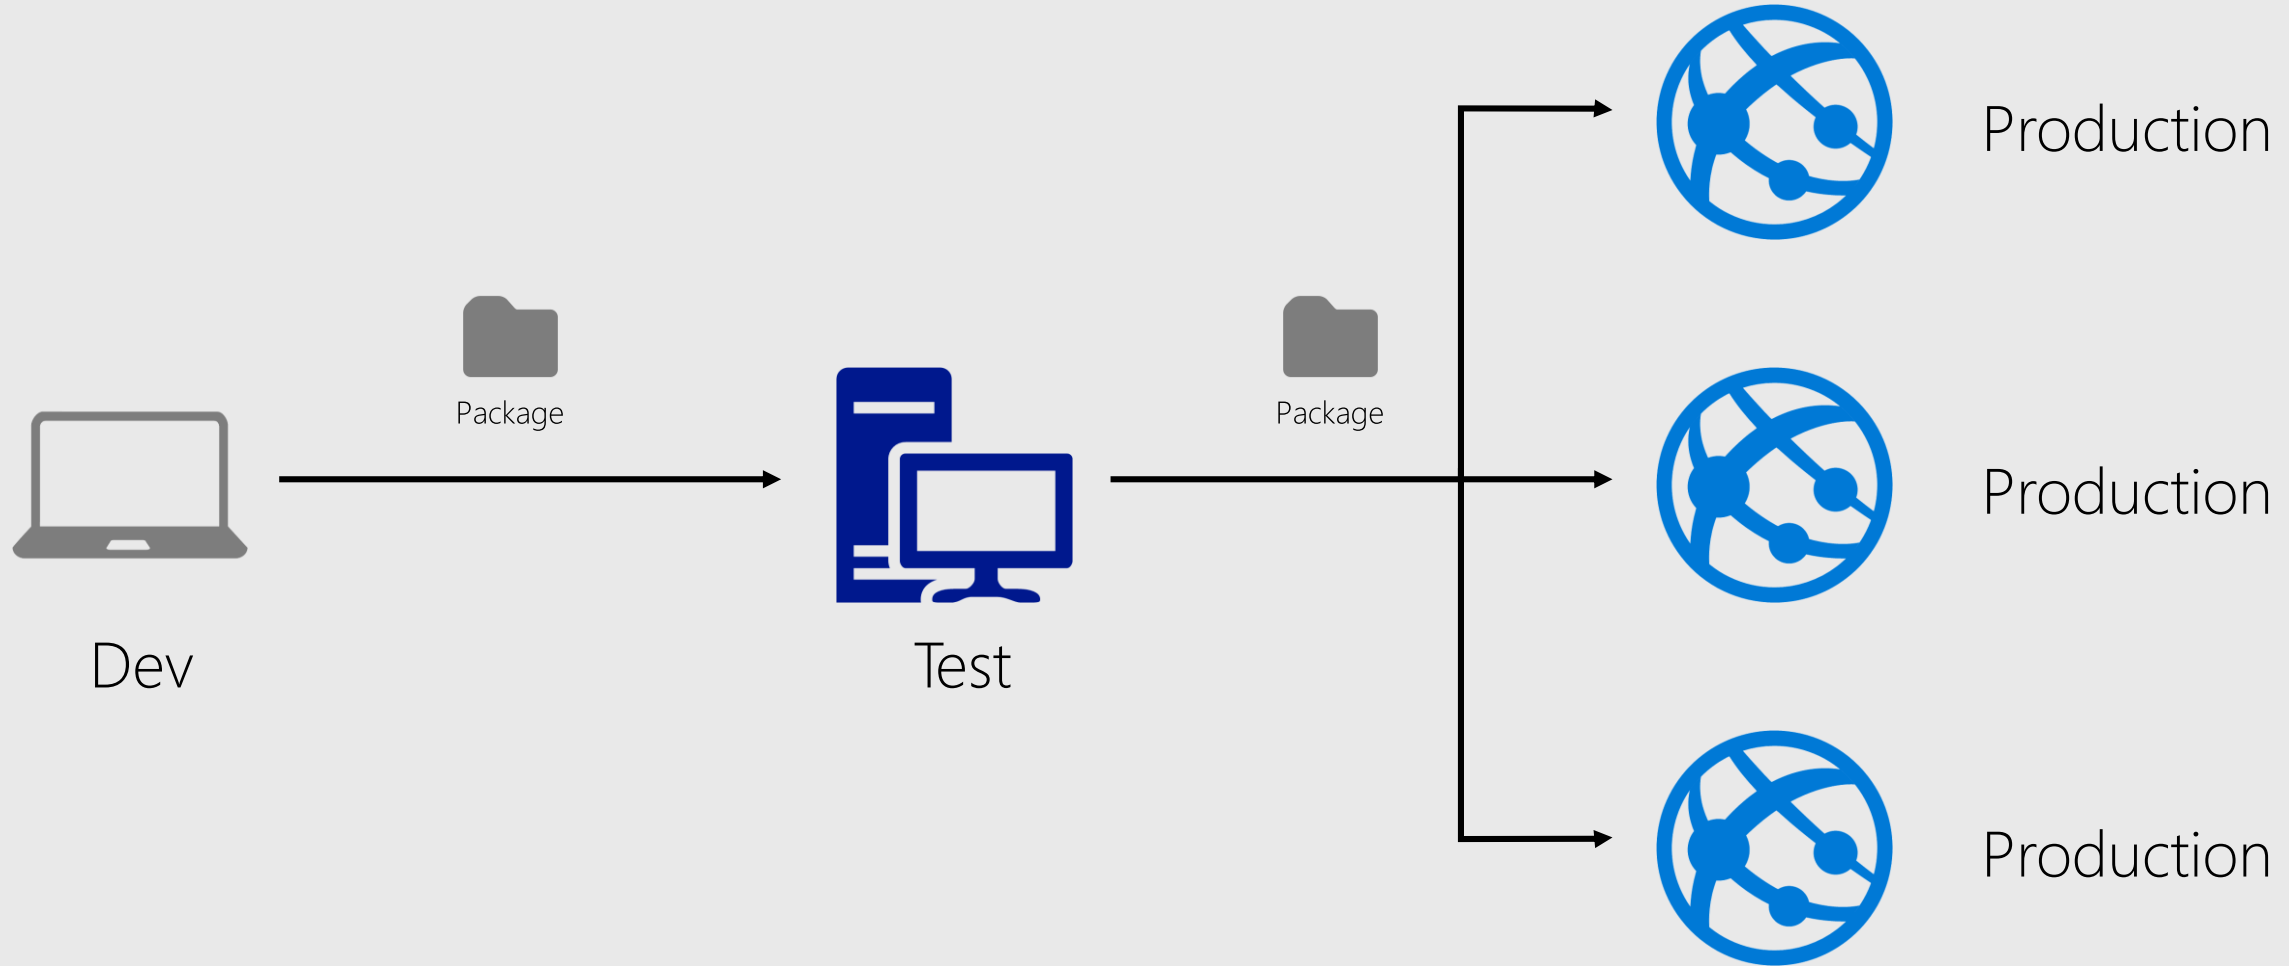 Production
Package
Package
Production
Dev
Test
Production